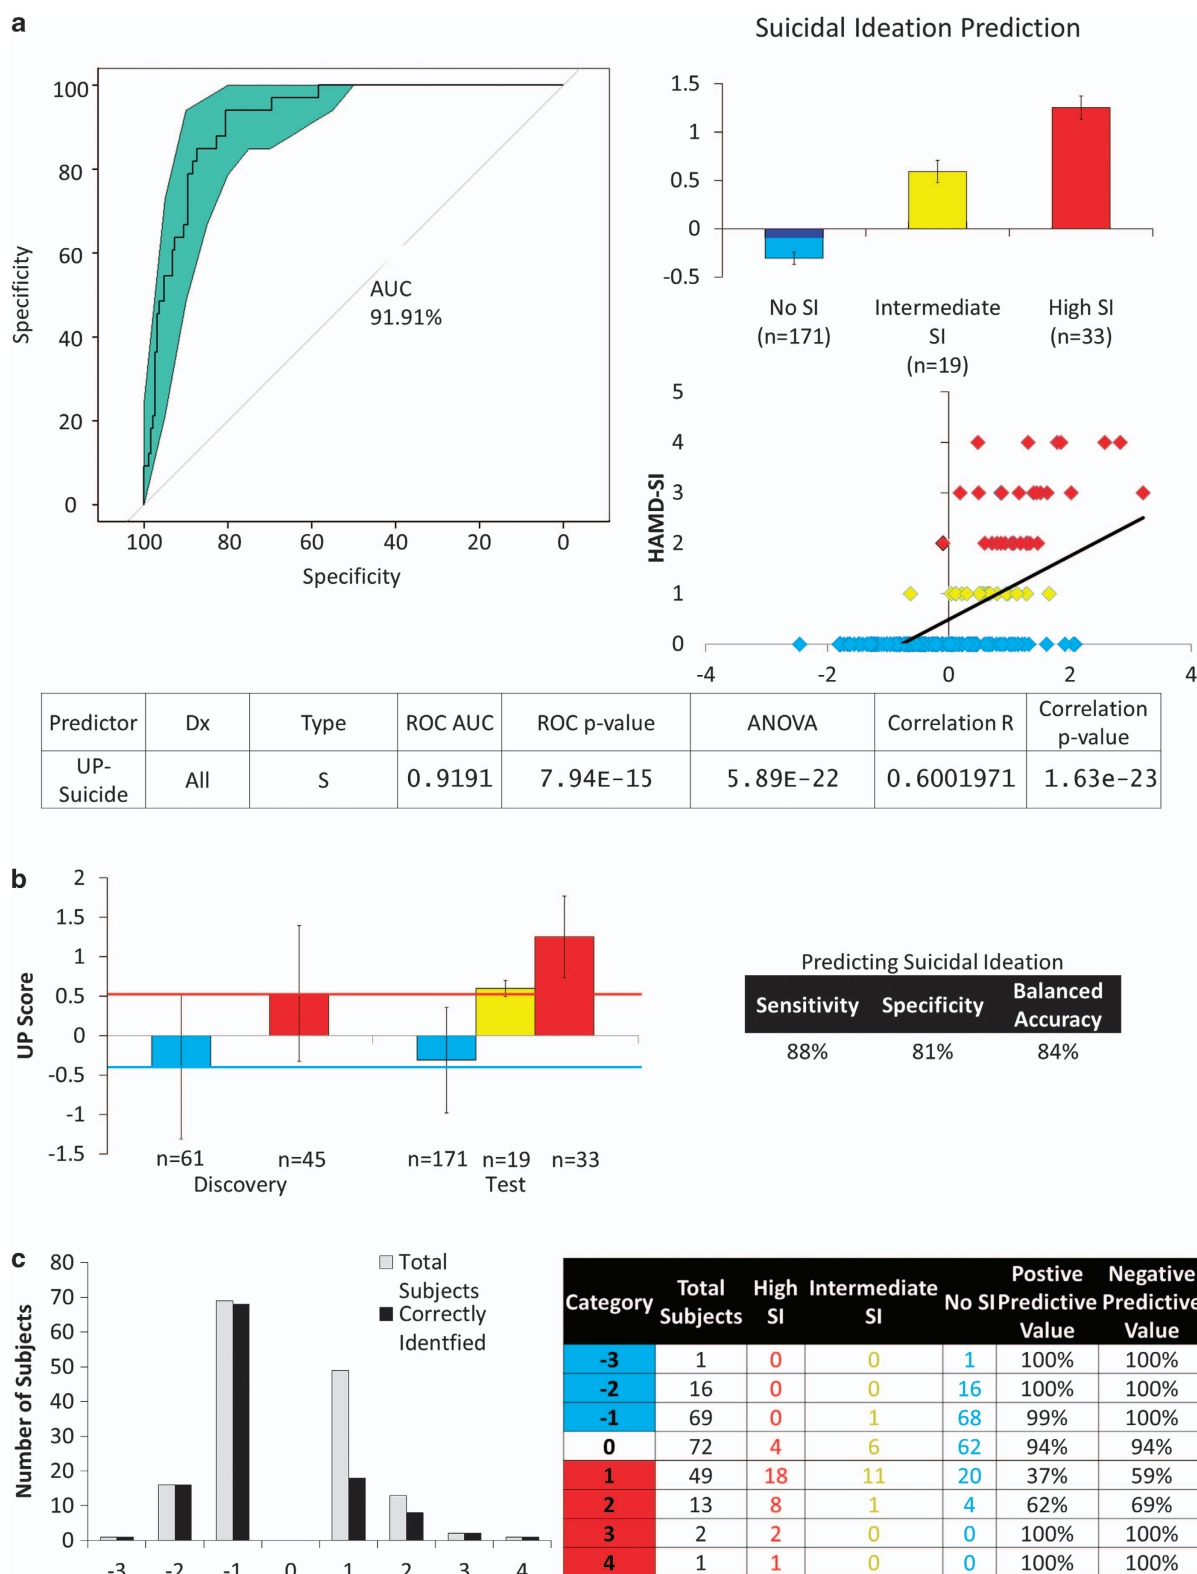 a
Suicidal Ideation Prediction
100
80
60
40
20
0
Specificity
AUC
91.91%
100 80 60 40 20 0
Specificity
1.5
1
0.5
0
-0.5
No SI Intermediate High SI
(n=171) SI (n=33)
(n=19)
5
4
3
2
1
0
HAMD-SI
-4 -2 0 2 4
Predictor Dx Type ROC AUC ROC p-value ANOVA Correlation R Correlation p-value
UP-Suicide All S 0.9191 7.94E-15 5.89E-22 0.6001971 1.63e-23
b
2
1.5
1
0.5
0
-0.5
-1
-1.5
UP Score
n=61 n=45 n=171 n=19 n=33
Discovery Test
Predicting Suicidal Ideation
Sensitivity Specificity Balanced Accuracy
88% 81% 84%
c
80
70
60
50
40
30
20
10
0
Number of Subjects
Total
Subjects
Correctly
Identfied
-3 -2 -1 0 1 2 3 4
Category Total Subjects High SI Intermediate SI No SI Postive Predictive Value Negative Predictive Value
-3 1 0 0 1 100% 100%
-2 16 0 0 16 100% 100%
-1 69 0 1 68 99% 100%
0 72 4 6 62 94% 94%
1 49 18 11 20 37% 59%
2 13 8 1 4 62% 69%
3 2 2 0 0 100% 100%
4 1 1 0 0 100% 100%